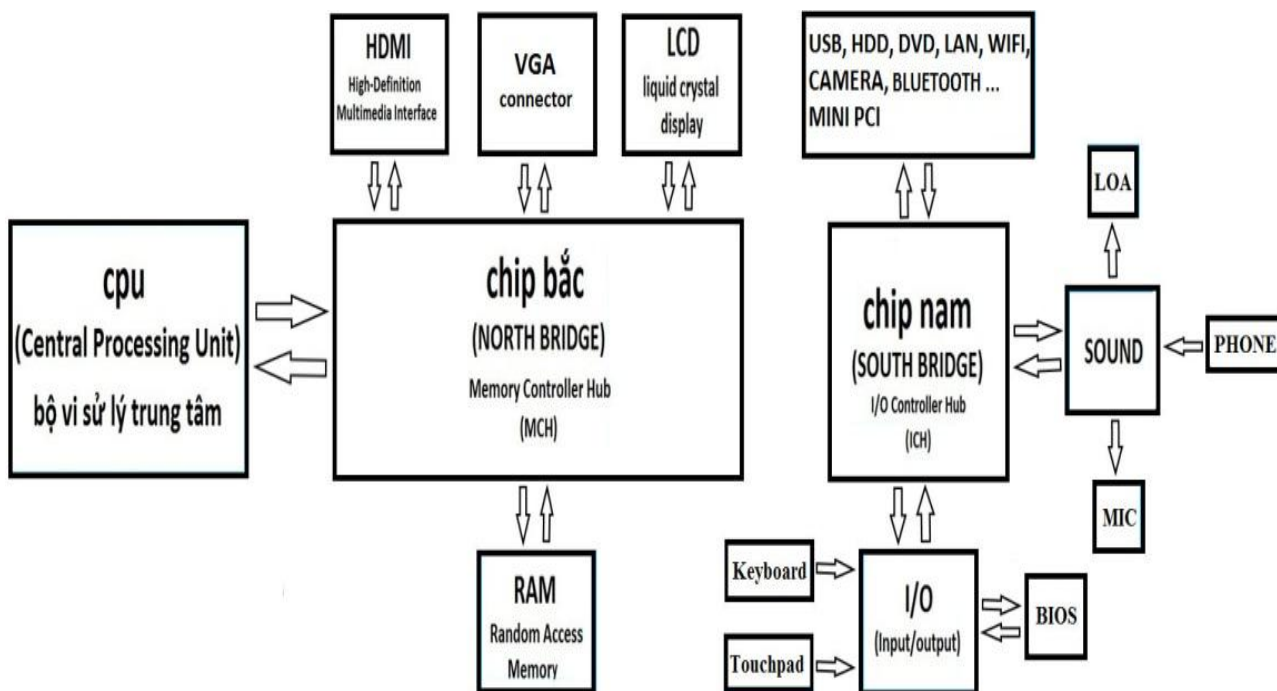 HDMI
High-Definition
Multimedia Interface
VGA
connector
LCD
liquid crystal
display
USB, HDD, DVD, LAN, WIFI,
CAMERA, BLUETOOTH ...
MINI PCI
LOA
cpu
(Central Processing Unit)
bộ vi sử lý trung tâm
chip bắc
(NORTH BRIDGE)
Memory Controller Hub
(MCH)
chip nam
(SOUTH BRIDGE)
I/O Controller Hub
(ICH)
SOUND
PHONE
MIC
RAM
Random Access
Memory
Keyboard
Touchpad
I/O
(Input/output)
BIOS